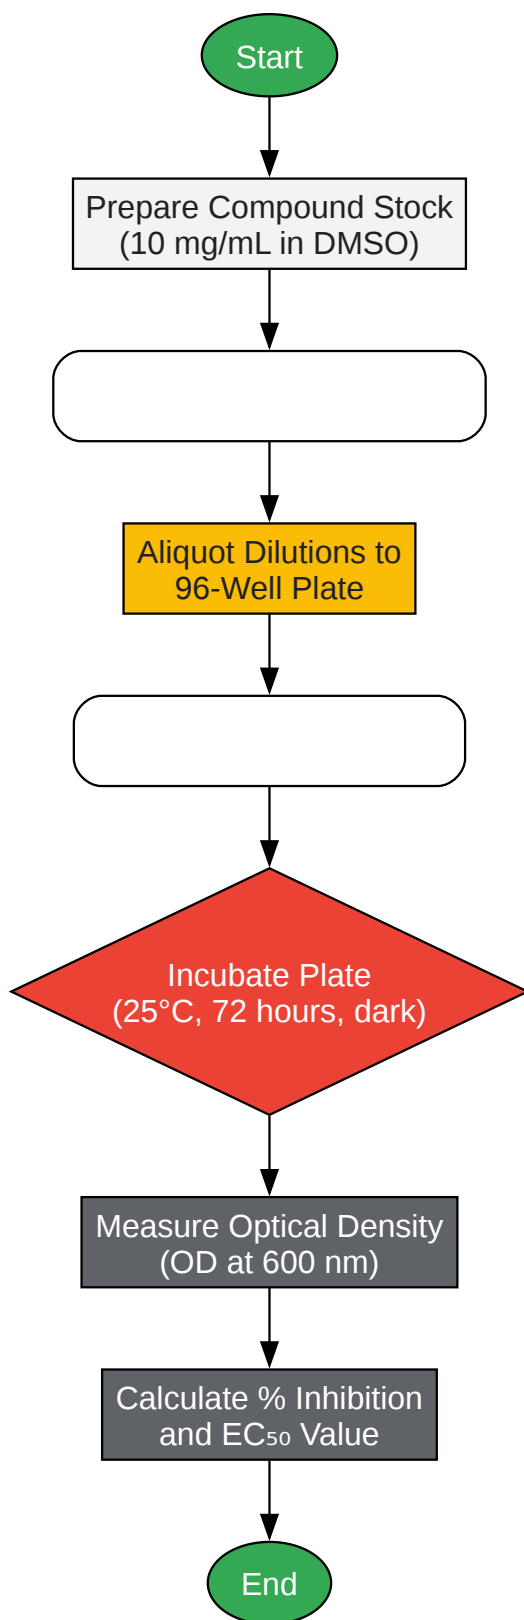 Start
Prepare Compound Stock
(10 mg/mL in DMSO)
Aliquot Dilutions to
96-Well Plate
Incubate Plate
(25°C, 72 hours, dark)
Measure Optical Density
(OD at 600 nm)
Calculate % Inhibition
and EC₅₀ Value
End